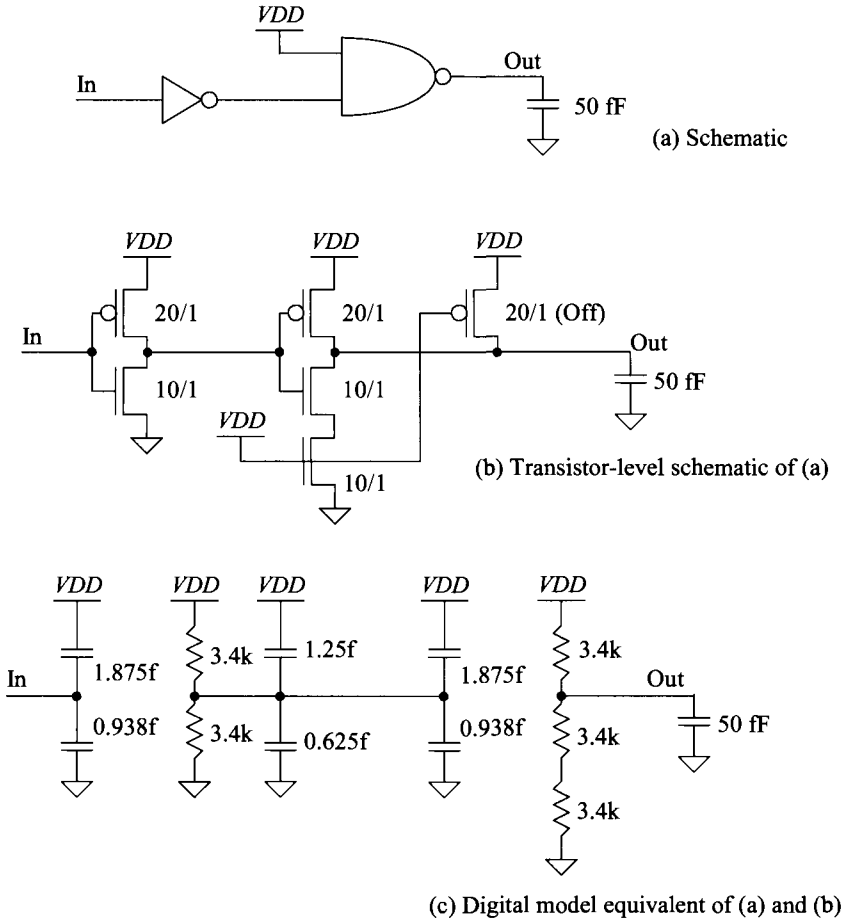 VDD
Out
In
50 fF
(a) Schematic
VDD
VDD
VDD
20/1
20/1
20/1 (Off)
In
Out
10/1
10/1
50 fF
VDD
10/1
(b) Transistor-level schematic of (a)
VDD
VDD
VDD
VDD
VDD
1.875f
3.4k
1.25f
1.875f
3.4k
In
Out
0.938f
3.4k
0.625f
0.938f
3.4k
50 fF
3.4k
(c) Digital model equivalent of (a) and (b)